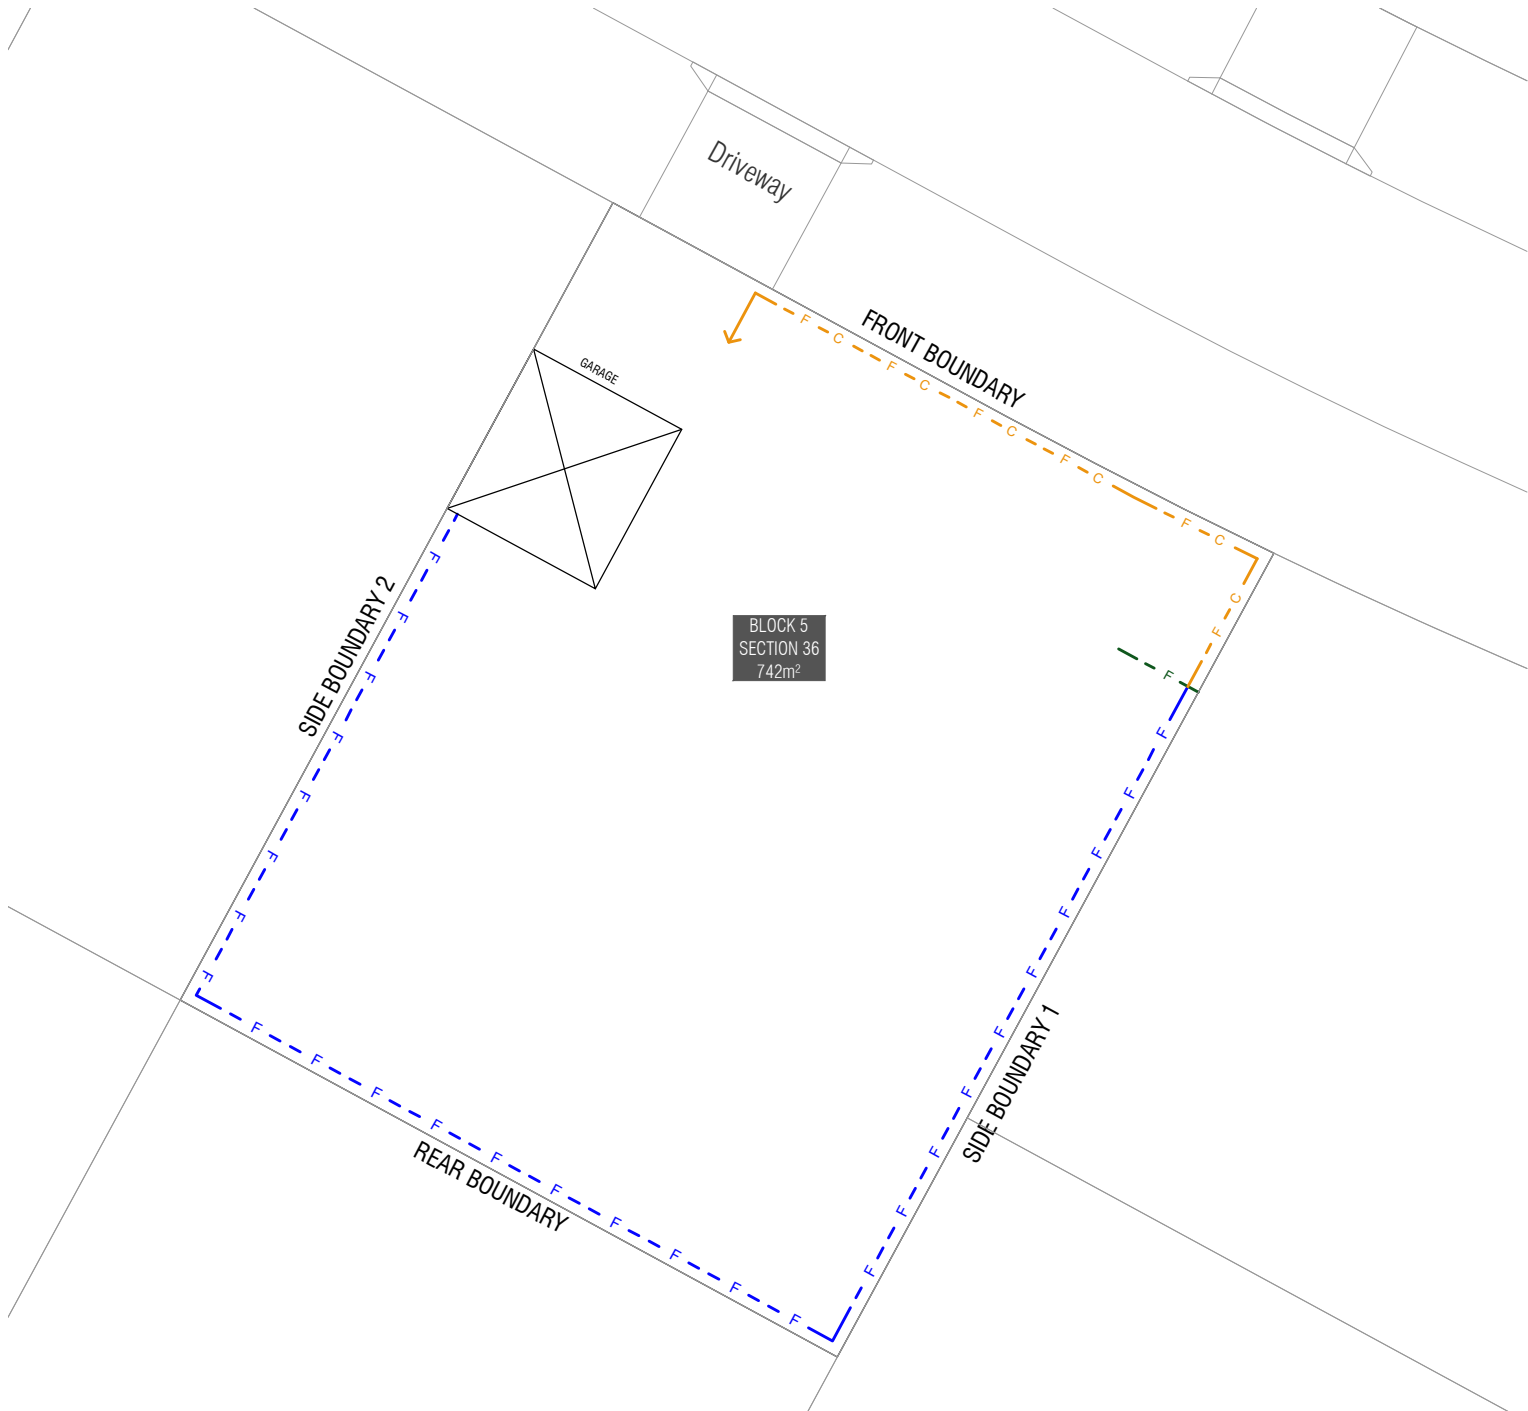 Driveway
FRONT BOUNDARY
GARAGE
F C F C F C F C F C
C
F
F
BLOCK 5
SECTION 36
742m²
SIDE BOUNDARY 2
F F F F F F F F
SIDE BOUNDARY 1
F F F F F F F F F F
REAR BOUNDARY
F F F F F F F F F F